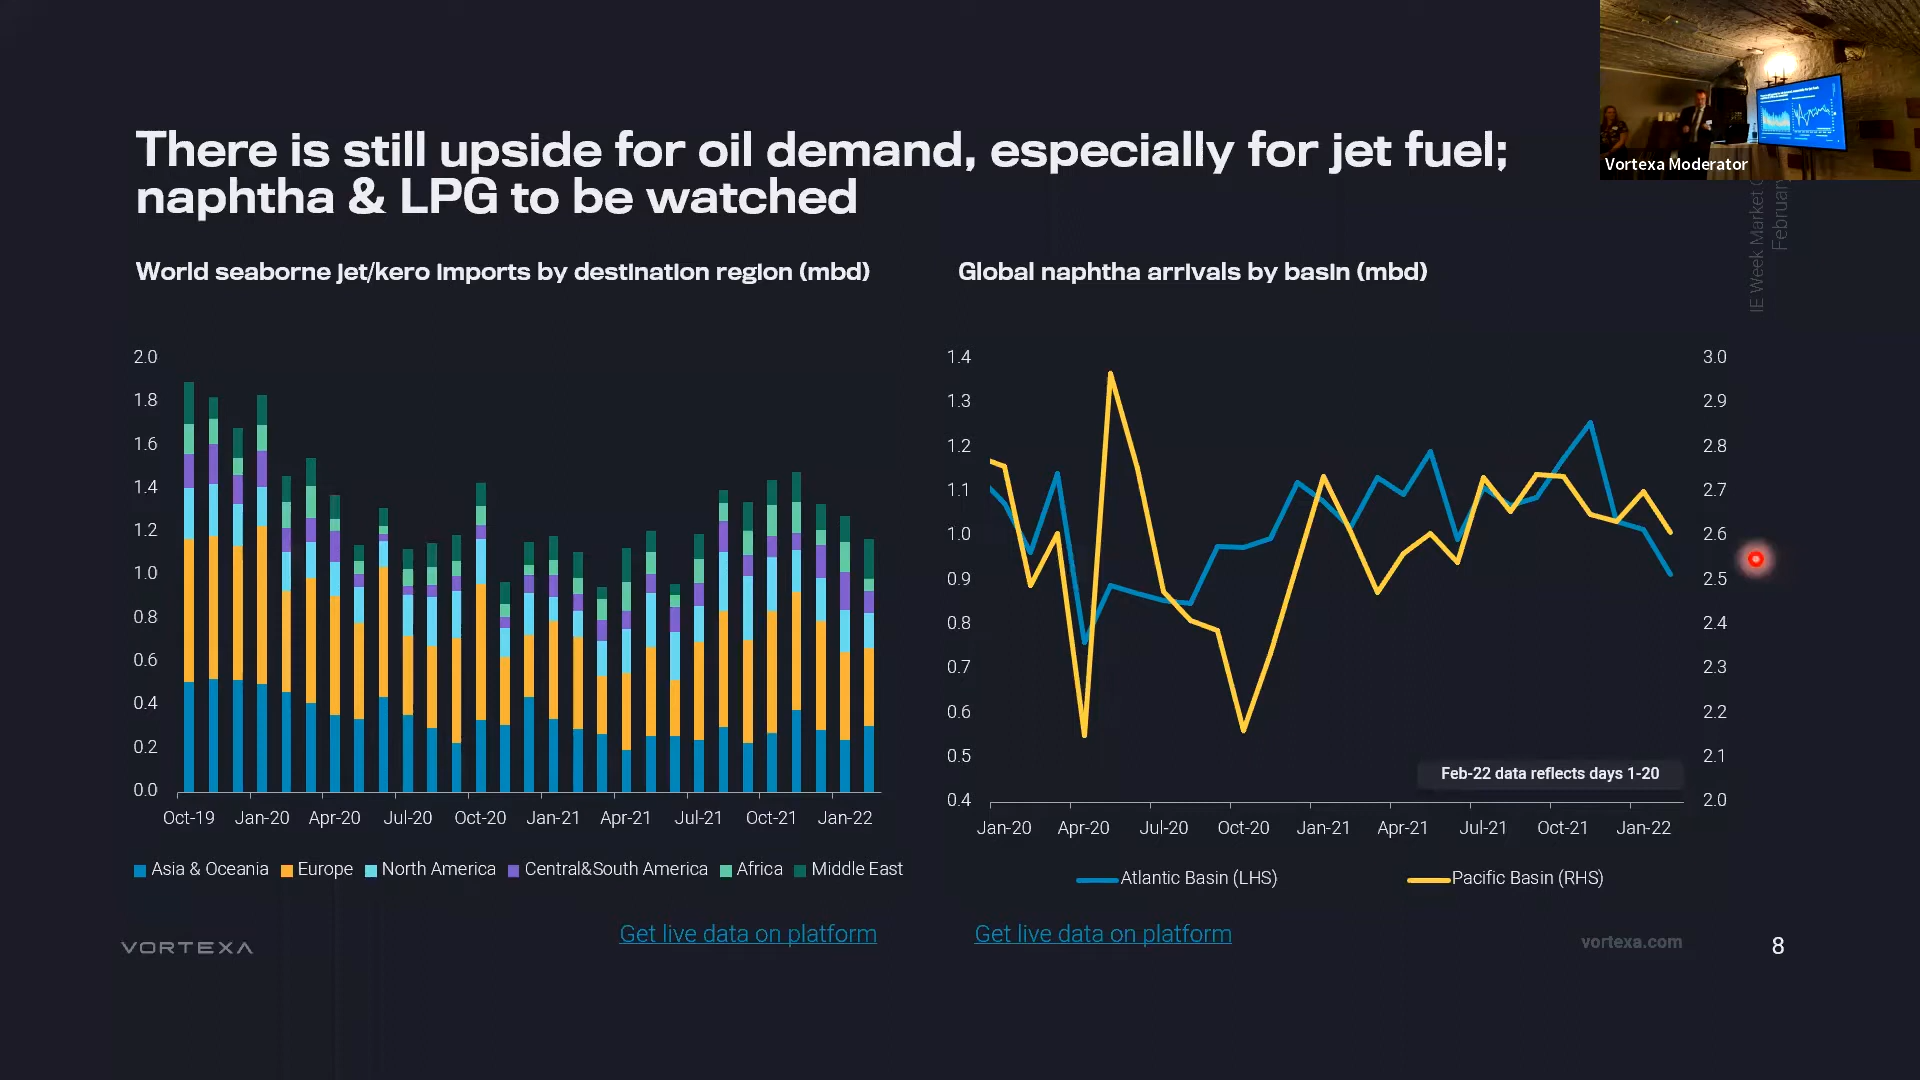 Vortexa Moderator
There is still upside for oil demand, especially for jet fuel;
naphtha & LPG to be watched
IE Week Market
February
World seaborne jet/kero imports by destination region (mbd)
2.0
1.8
1.6
1.4
1.2
1.0
0.8
0.6
0.4
0.2
0.0
Oct-19 Jan-20 Apr-20 Jul-20 Oct-20 Jan-21 Apr-21 Jul-21 Oct-21 Jan-22
Asia & Oceania Europe North America Central&South America Africa Middle East
Get live data on platform
Global naphtha arrivals by basin (mbd)
1.4
1.3
1.2
1.1
1.0
0.9
0.8
0.7
0.6
0.5
0.4
3.0
2.9
2.8
2.7
2.6
2.5
2.4
2.3
2.2
2.1
2.0
Feb-22 data reflects days 1-20
Jan-20 Apr-20 Jul-20 Oct-20 Jan-21 Apr-21 Jul-21 Oct-21 Jan-22
Atlantic Basin (LHS) Pacific Basin (RHS)
Get live data on platform
VORTEXA
vortexa.com
8